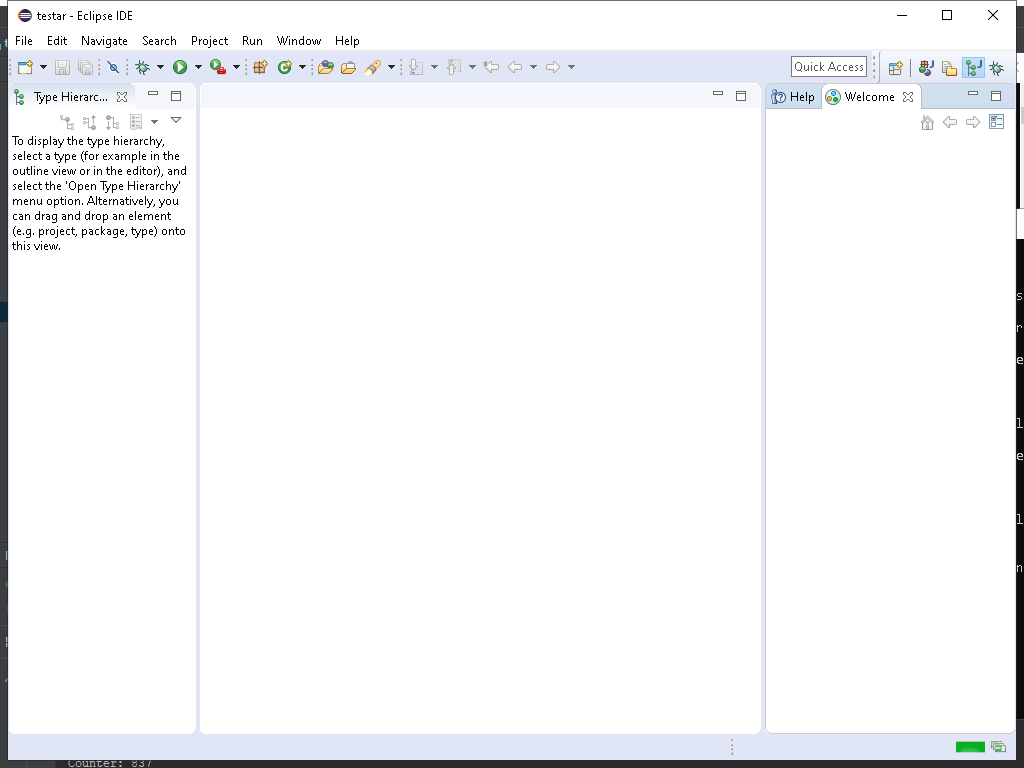 testar - Eclipse IDE
File Edit Navigate Search Project Run Window Help
Quick Access
Type Hierarc...
Help
Welcome
To display the type hierarchy,
select a type (for example in the
outline view or in the editor), and
select the 'Open Type Hierarchy'
menu option. Alternatively, you
can drag and drop an element
(e.g. project, package, type) onto
this view.
s
r
e
l
e
l
n
Counter: 837